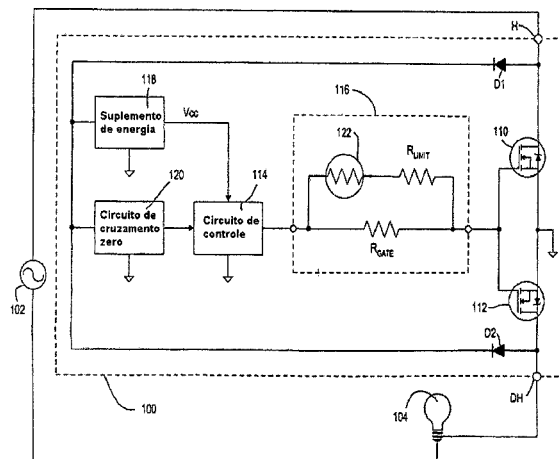 H
D1
118
Suplemento
de energia
Vcc
116
122
RLIMIT
110
120
Circuito de
cruzamento
zero
114
Circuito de
controle
RGATE
102
112
D2
DH
100
104